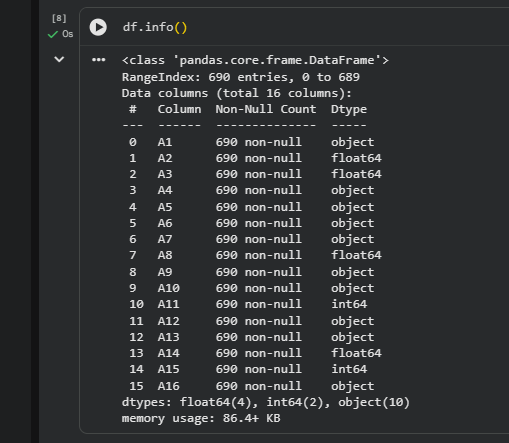 [8]
0s
df.info()
<class 'pandas.core.frame.DataFrame'>
RangeIndex: 690 entries, 0 to 689
Data columns (total 16 columns):
 #   Column  Non-Null Count  Dtype
---  ------  --------------  -----
 0   A1      690 non-null    object
 1   A2      690 non-null    float64
 2   A3      690 non-null    float64
 3   A4      690 non-null    object
 4   A5      690 non-null    object
 5   A6      690 non-null    object
 6   A7      690 non-null    object
 7   A8      690 non-null    float64
 8   A9      690 non-null    object
 9   A10     690 non-null    object
 10  A11     690 non-null    int64
 11  A12     690 non-null    object
 12  A13     690 non-null    object
 13  A14     690 non-null    float64
 14  A15     690 non-null    int64
 15  A16     690 non-null    object
dtypes: float64(4), int64(2), object(10)
memory usage: 86.4+ KB